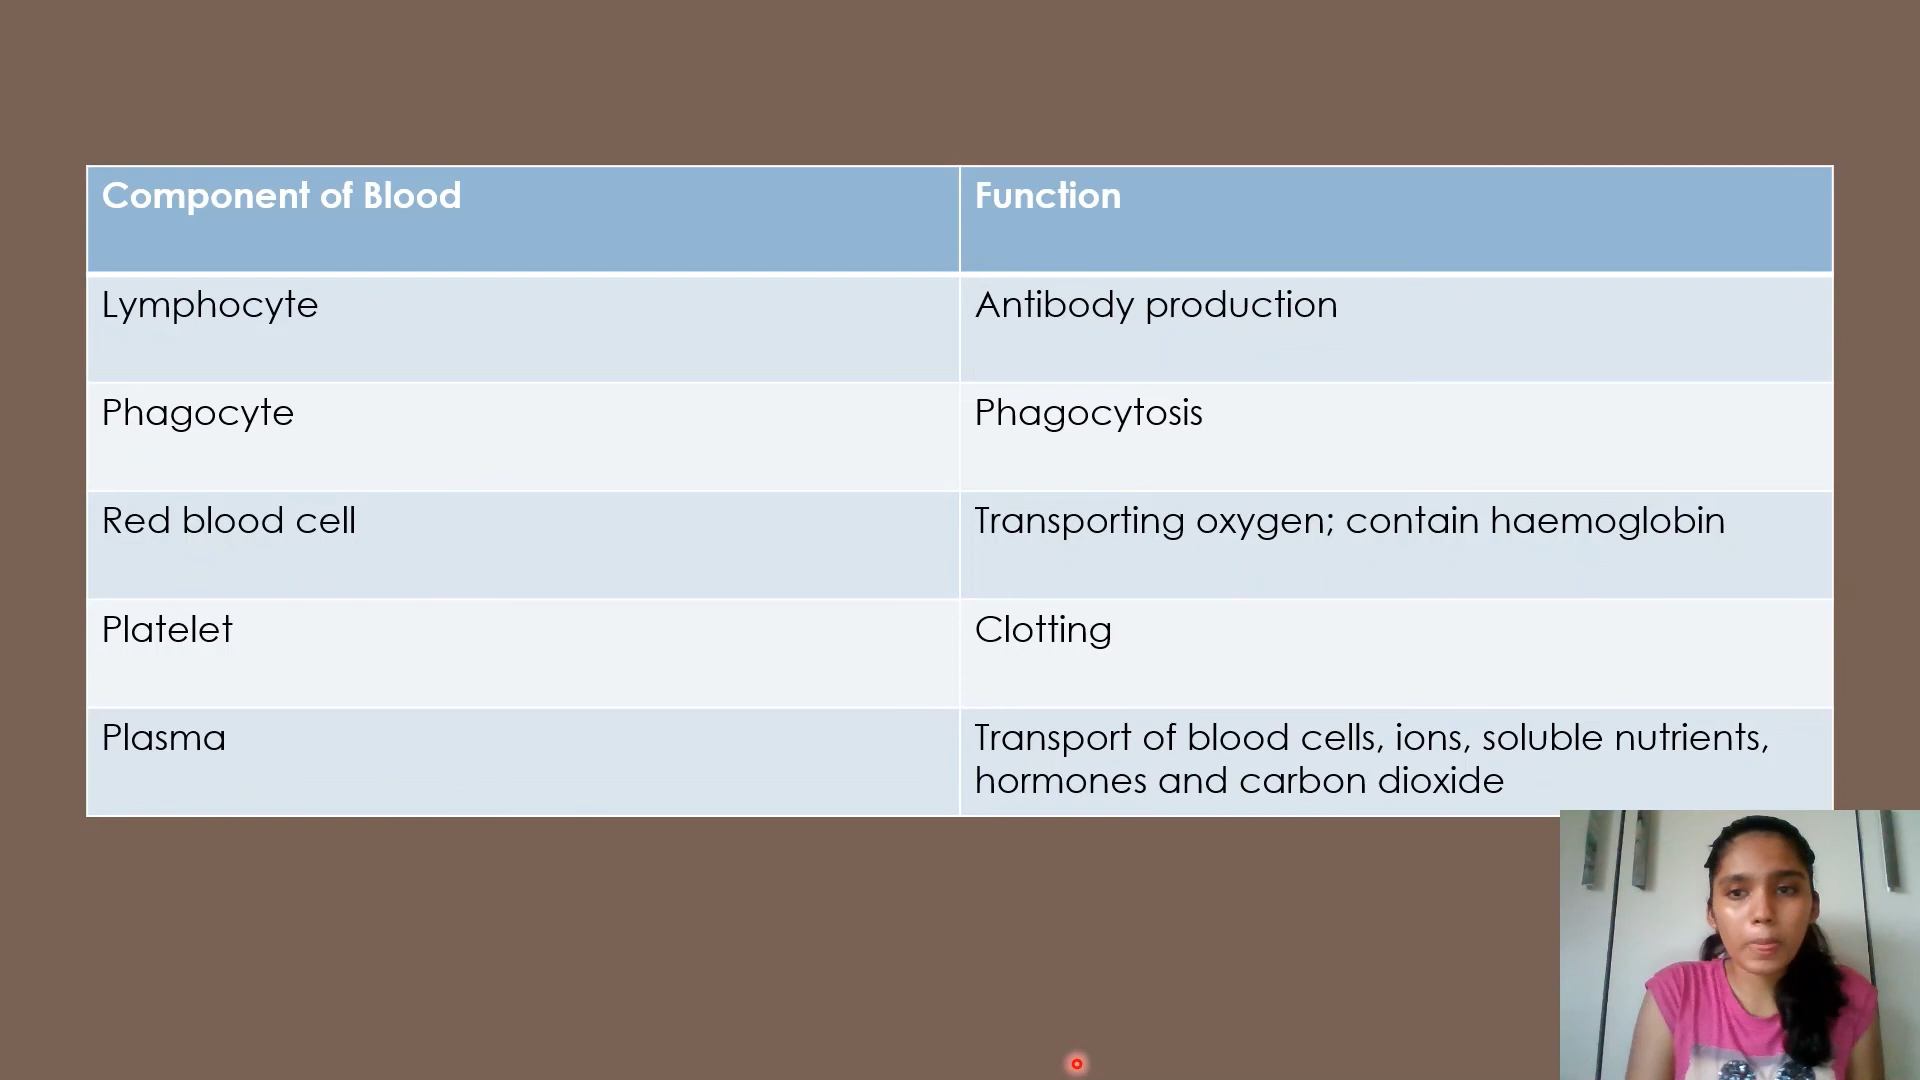 Component of Blood
Function
Lymphocyte
Antibody production
Phagocyte
Phagocytosis
Red blood cell
Transporting oxygen; contain haemoglobin
Platelet
Clotting
Plasma
Transport of blood cells, ions, soluble nutrients,
hormones and carbon dioxide